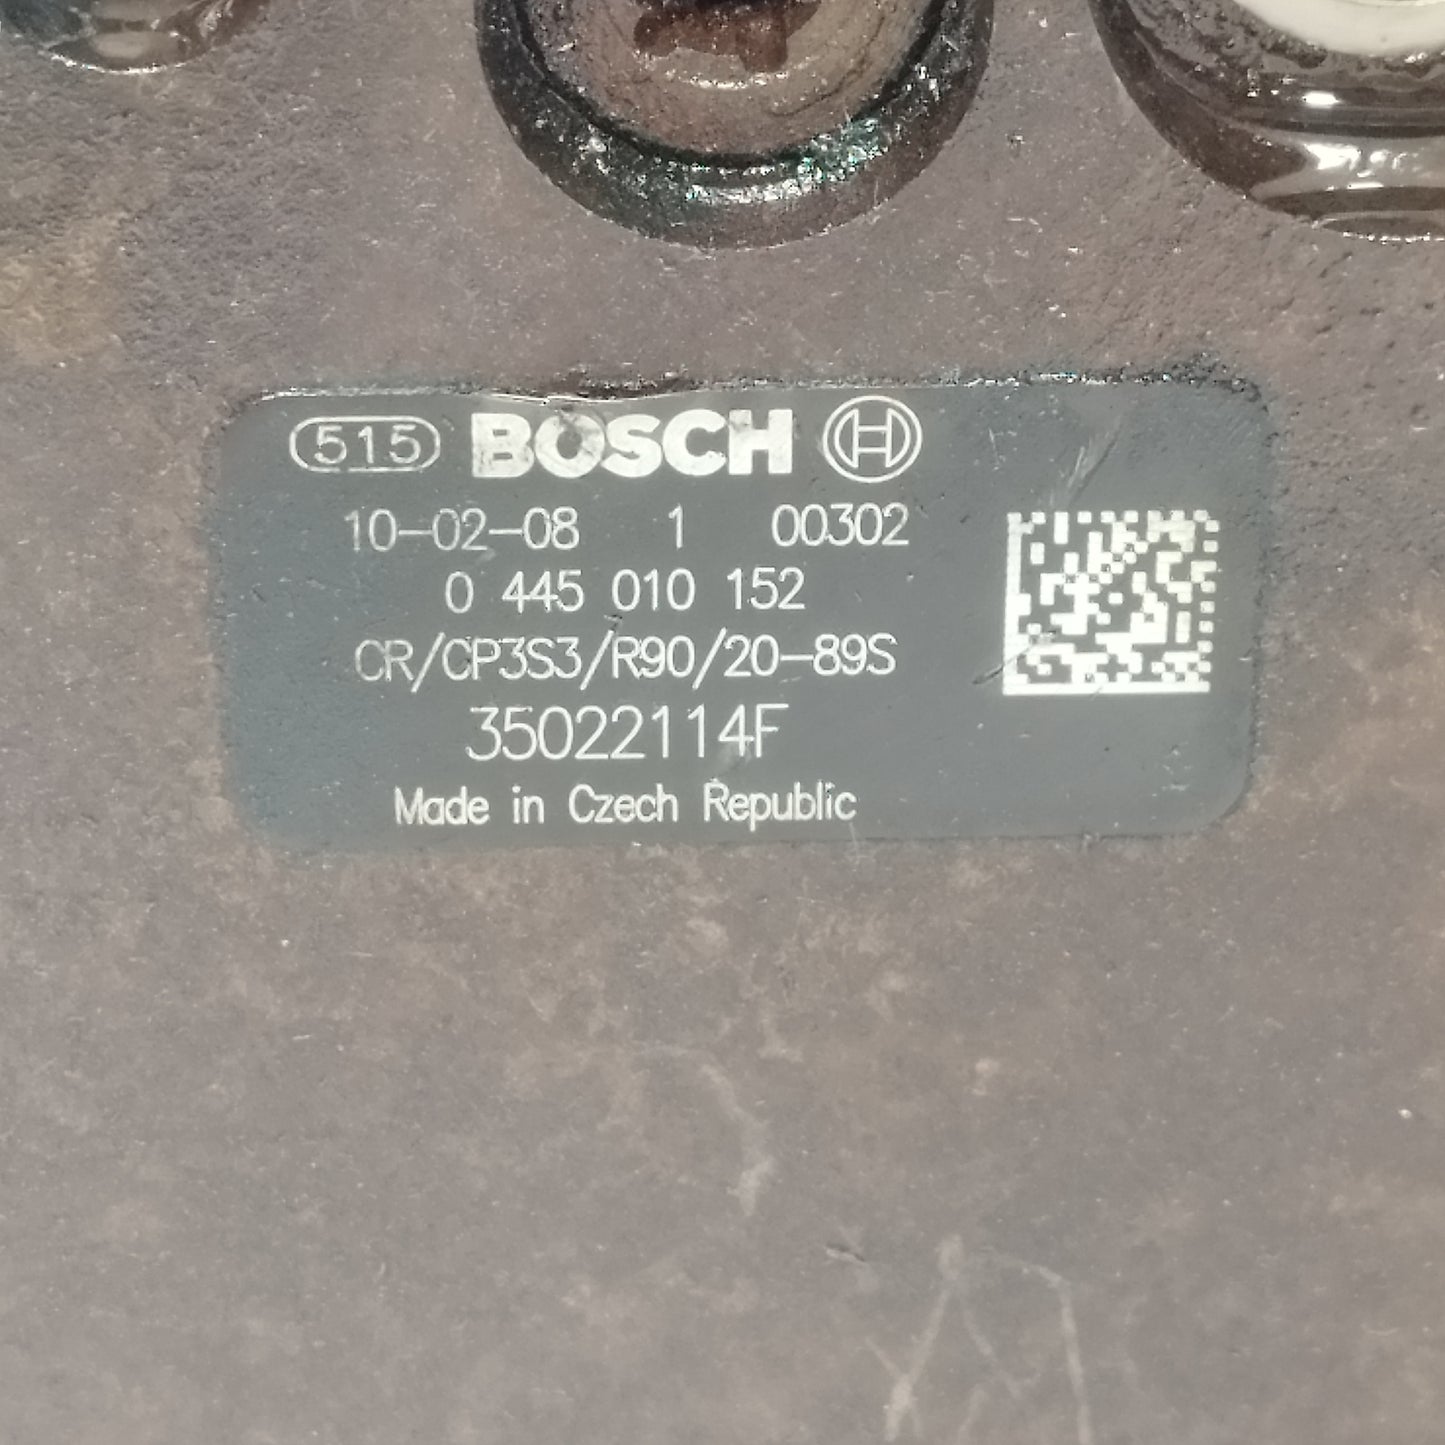 515 BOSCH
10-02-08 1 00302
0 445 010 152
CR/CP3S3/R90/20-89S
35022114F
Made in Czech Republic